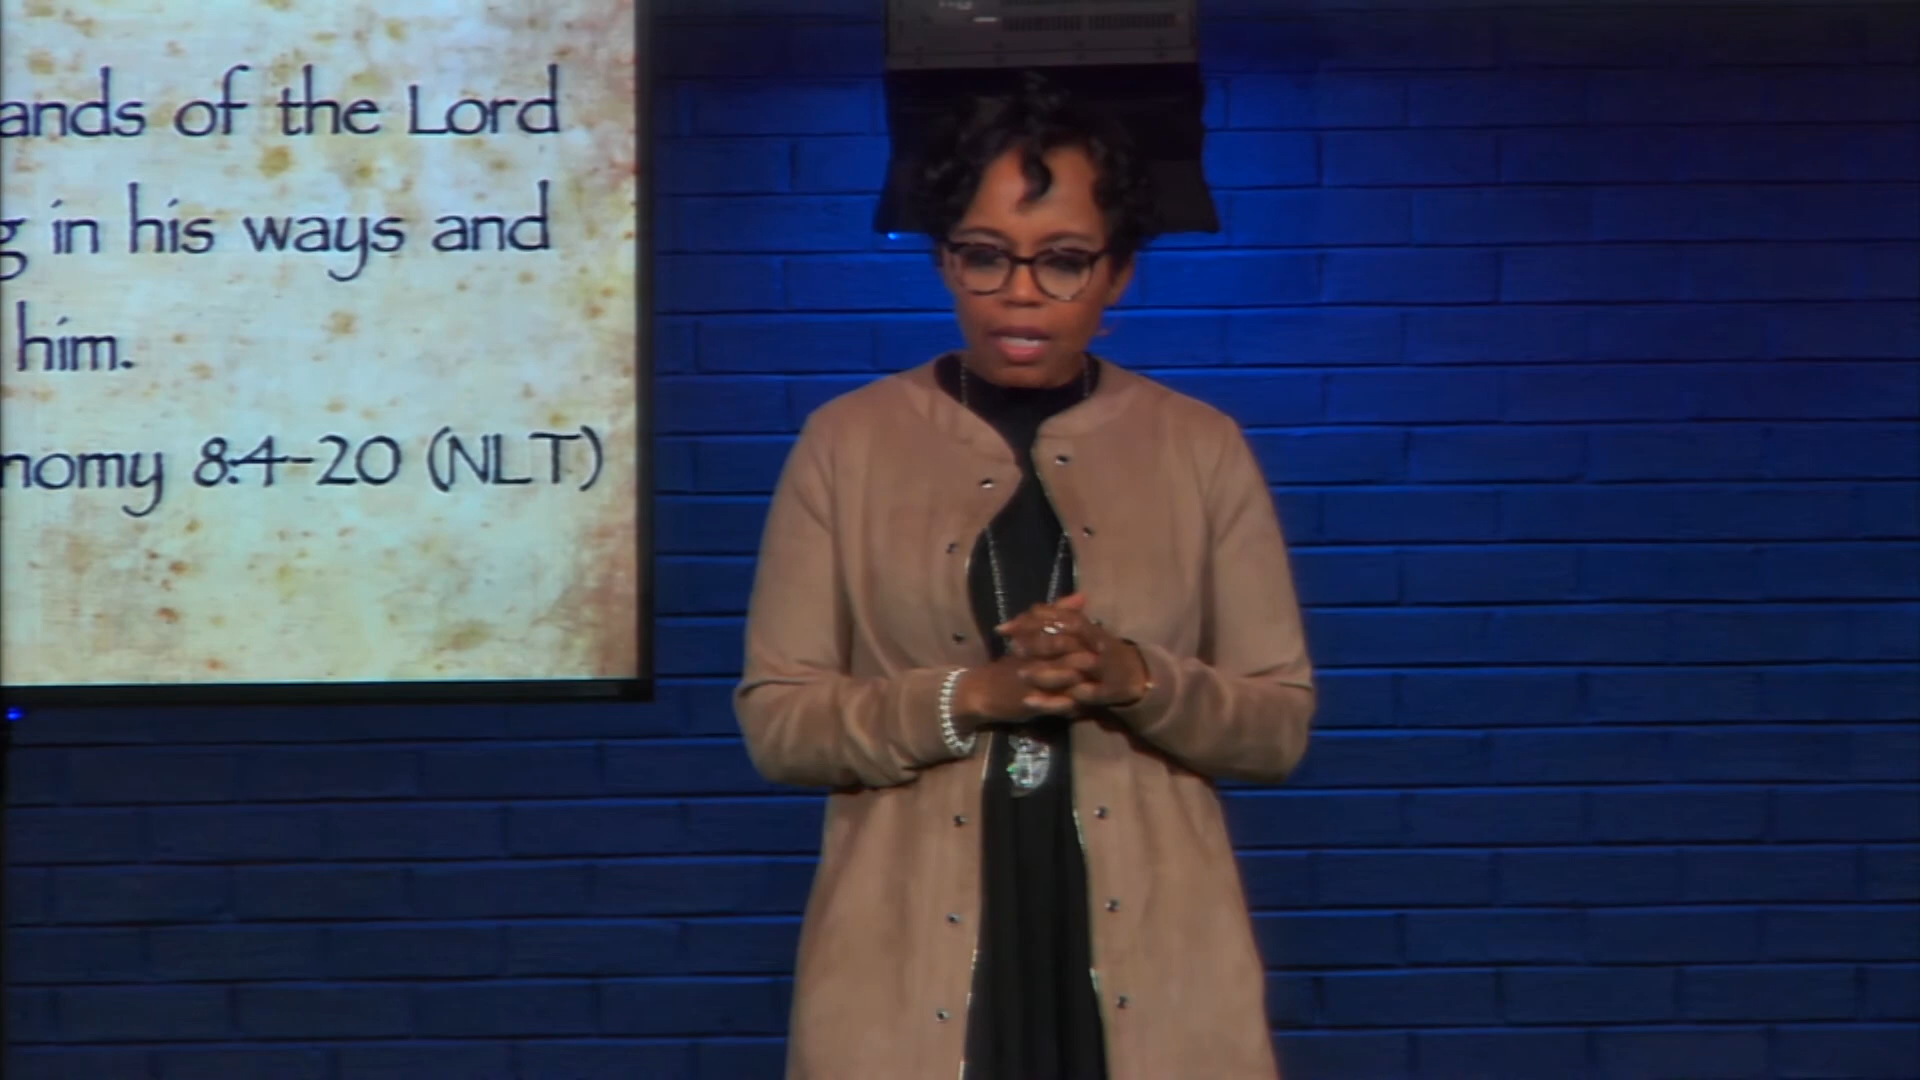 ands of the Lord
g in his ways and
him.
nomy 8:4-20 (NLT)